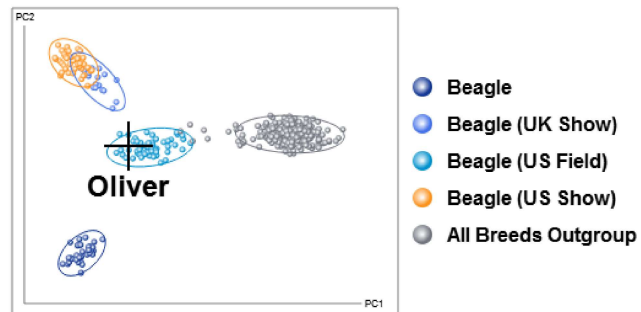 PC2
Oliver
PC1
Beagle
Beagle (UK Show)
Beagle (US Field)
Beagle (US Show)
All Breeds Outgroup